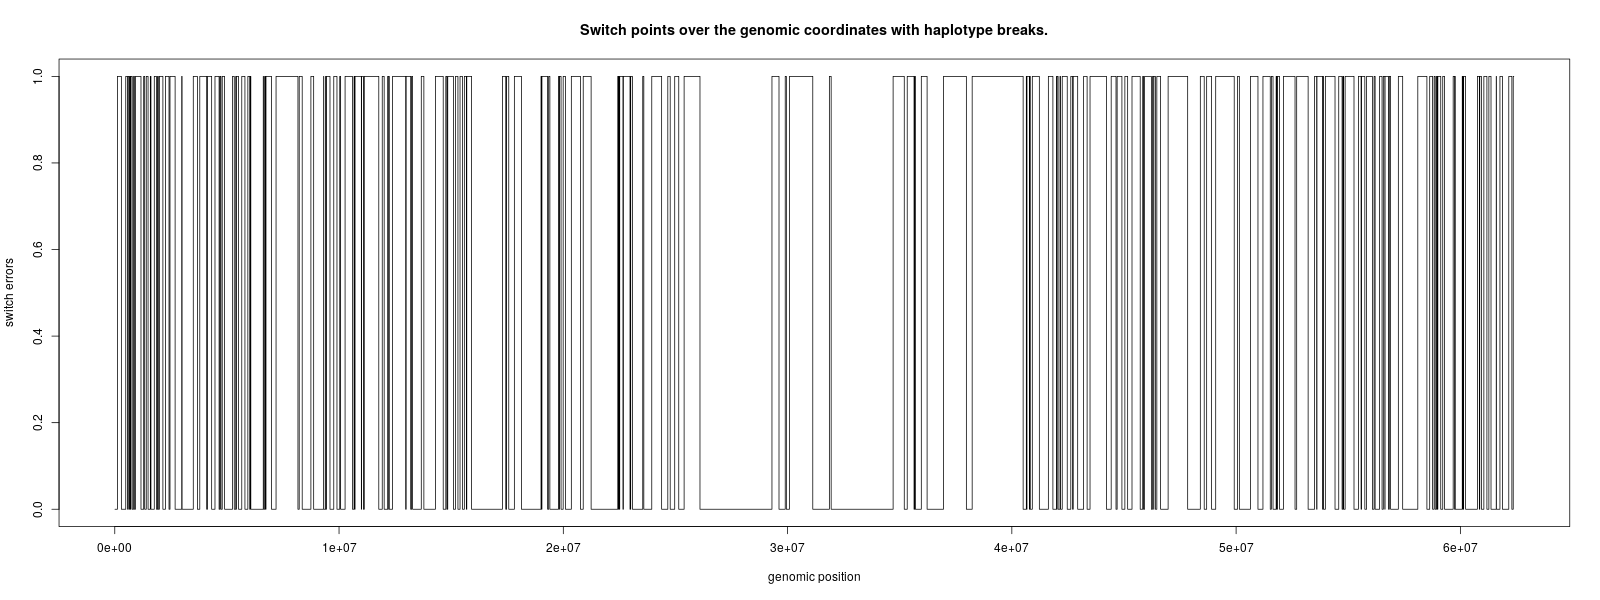 Switch points over the genomic coordinates with haplotype breaks.
switch errors
1.0
0.8
0.6
0.4
0.2
0.0
0e+00 1e+07 2e+07 3e+07 4e+07 5e+07 6e+07
genomic position